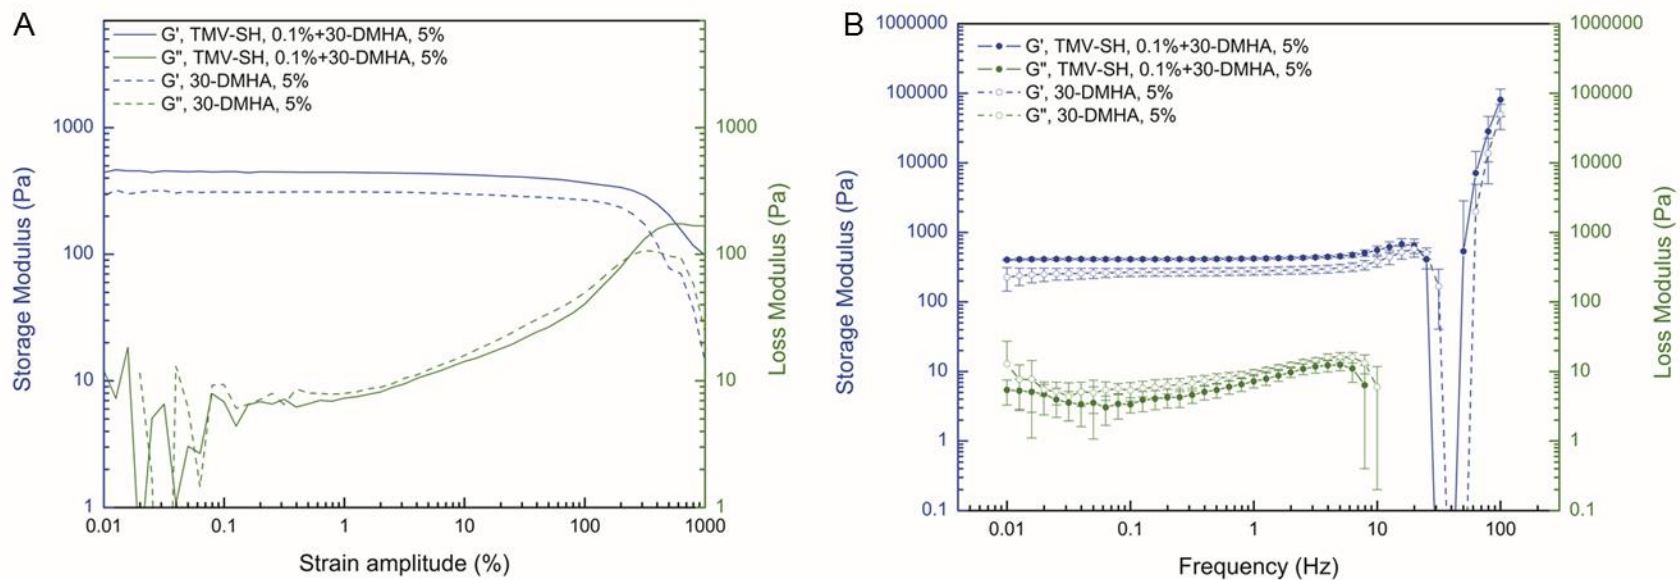 A
G', TMV-SH, 0.1%+30-DMHA, 5%
G", TMV-SH, 0.1%+30-DMHA, 5%
G', 30-DMHA, 5%
G", 30-DMHA, 5%
1000
100
10
1
1000
100
10
1
0.01
0.1
1
10
100
1000
Storage Modulus (Pa)
Loss Modulus (Pa)
Strain amplitude (%)
B
G', TMV-SH, 0.1%+30-DMHA, 5%
G", TMV-SH, 0.1%+30-DMHA, 5%
G', 30-DMHA, 5%
G", 30-DMHA, 5%
1000000
100000
10000
1000
100
10
1
0.1
1000000
100000
10000
1000
100
10
1
0.1
0.01
0.1
1
10
100
Storage Modulus (Pa)
Loss Modulus (Pa)
Frequency (Hz)